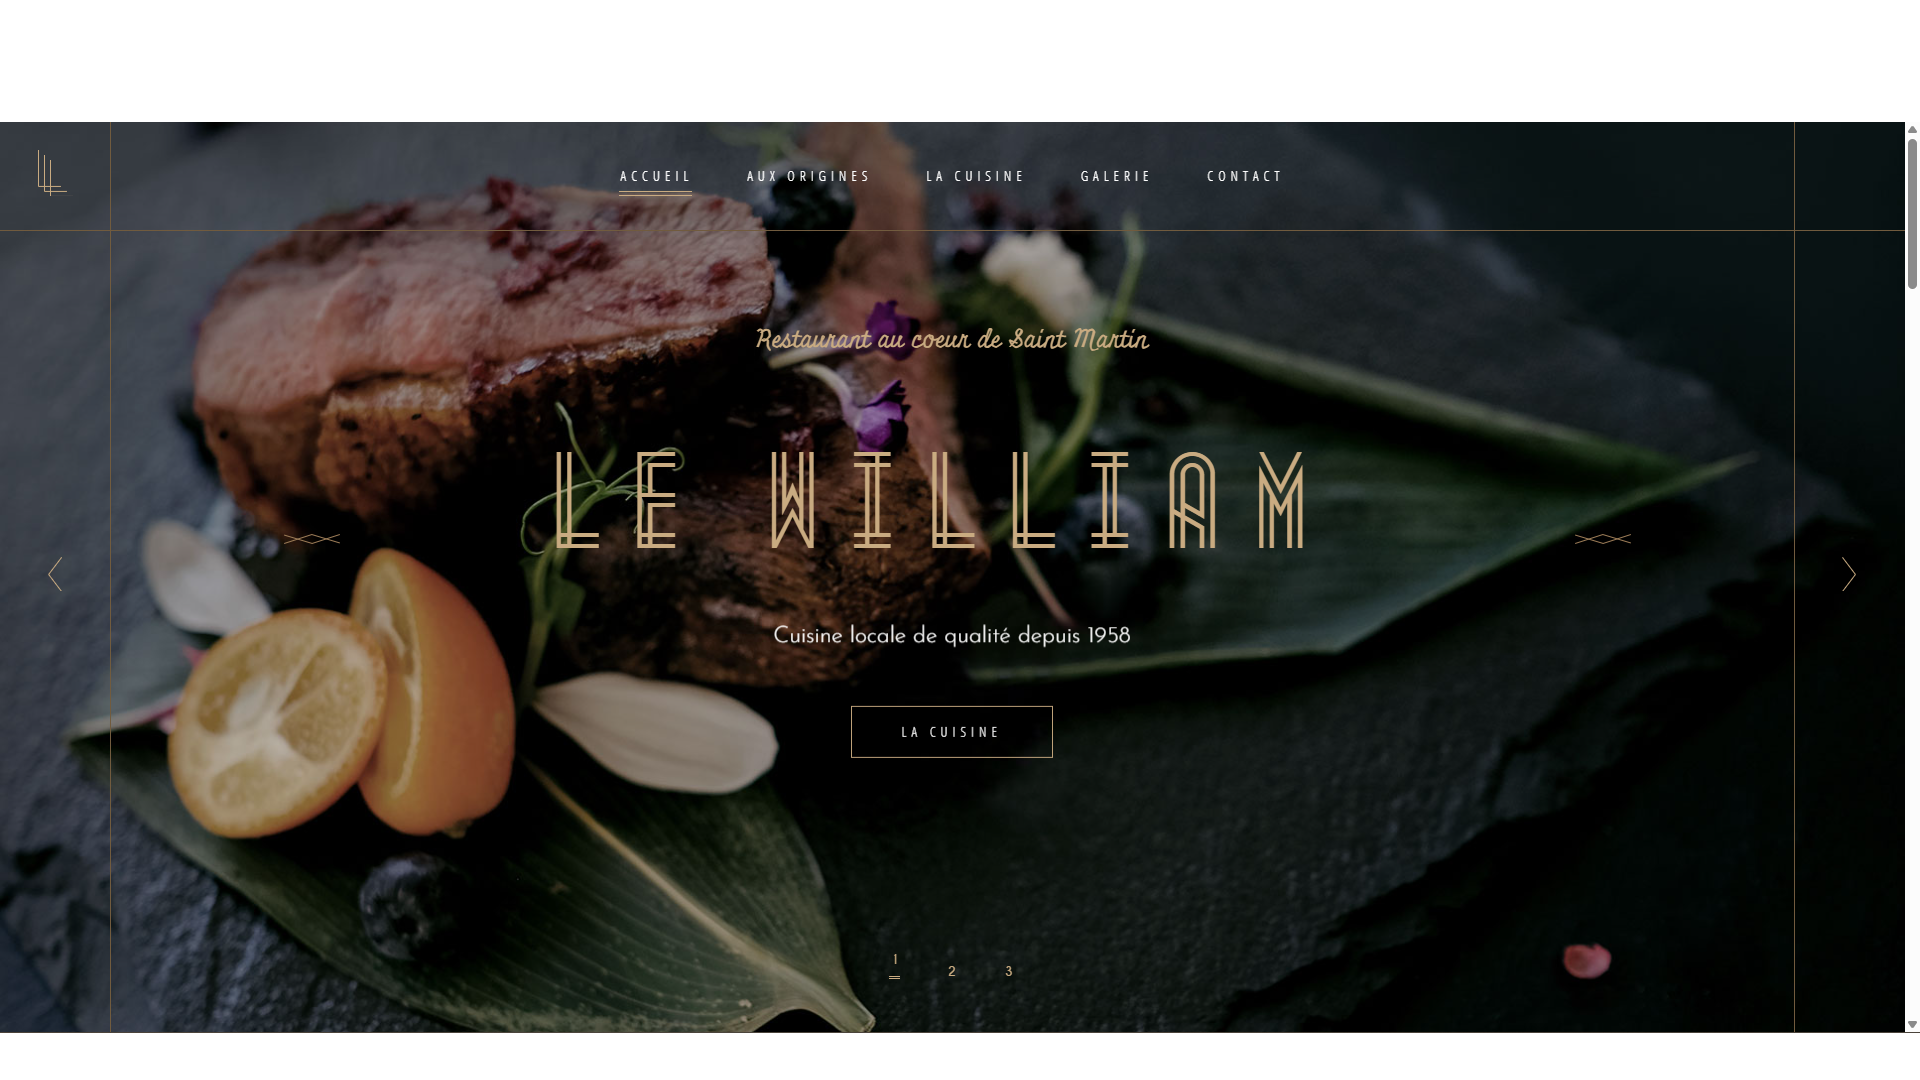 ACCUEIL AUX ORIGINES LA CUISINE GALERIE CONTACT
Restaurant au coeur de Saint Martin
LE WILLIAM
Cuisine locale de qualité depuis 1958
LA CUISINE
1 2 3